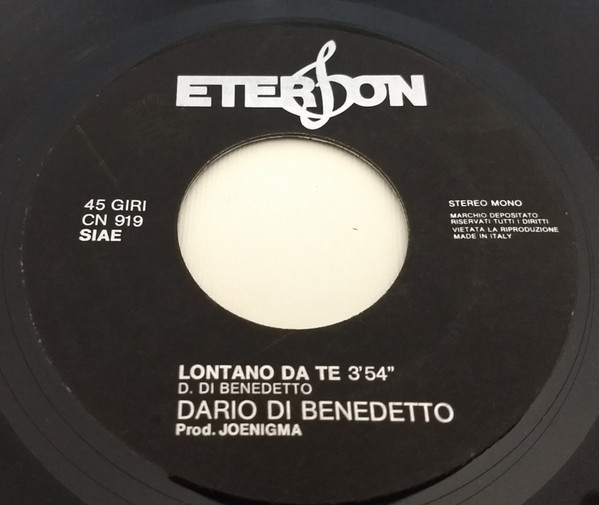 ETERSON
45 GIRI
CN 919
SIAE
STEREO MONO
MARCHIO DEPOSITATO
RISERVATI TUTTI I DIRITTI
VIETATA LA RIPRODUZIONE
MADE IN ITALY
LONTANO DA TE 3'54"
D. DI BENEDETTO
DARIO DI BENEDETTO
Prod. JOENIGMA